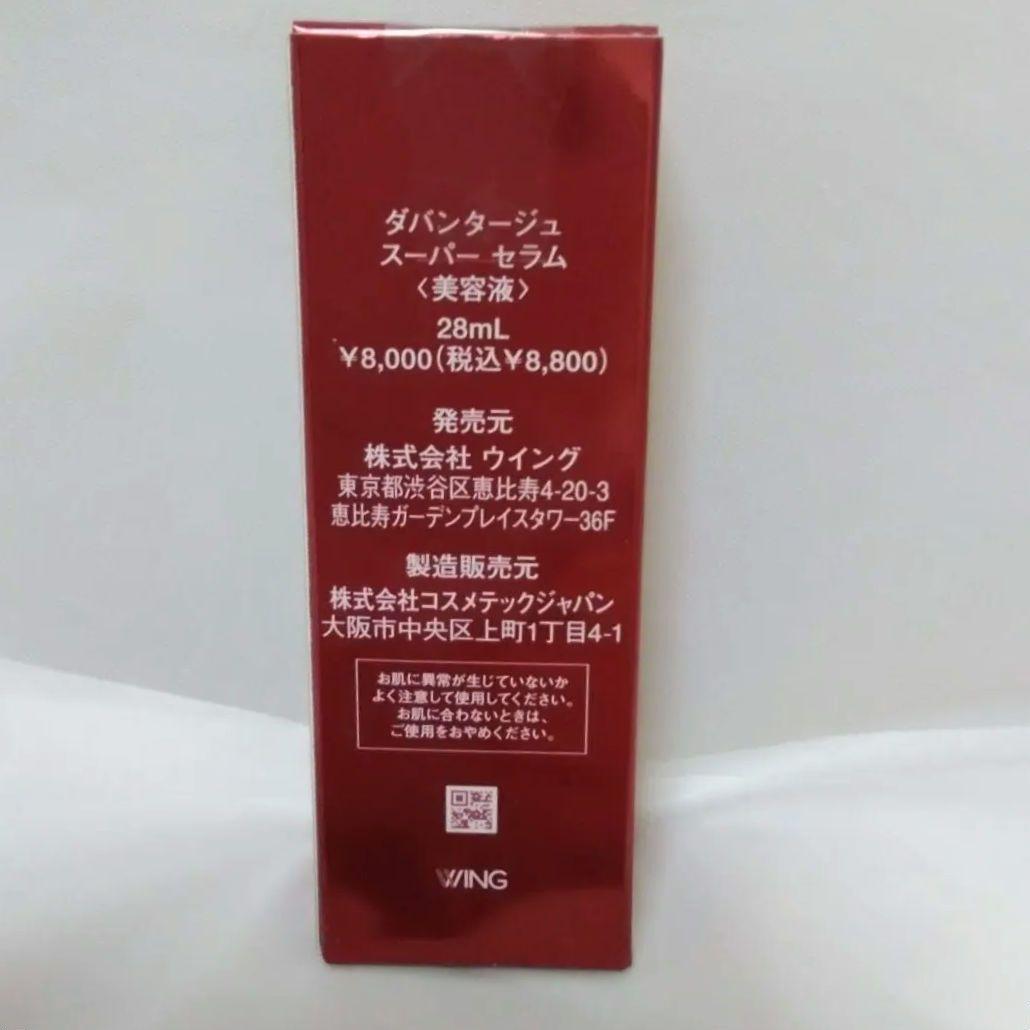 ダバンタージュ
スーパー セラム
〈美容液〉
28mL
¥8,000(税込¥8,800)
発売元
株式会社 ウイング
東京都渋谷区恵比寿4-20-3
恵比寿ガーデンプレイスタワー36F
製造販売元
株式会社コスメテックジャパン
大阪市中央区上町1丁目4-1
お肌に異常が生じていないか
よく注意して使用してください。
お肌に合わないときは、
ご使用をおやめください。
WING